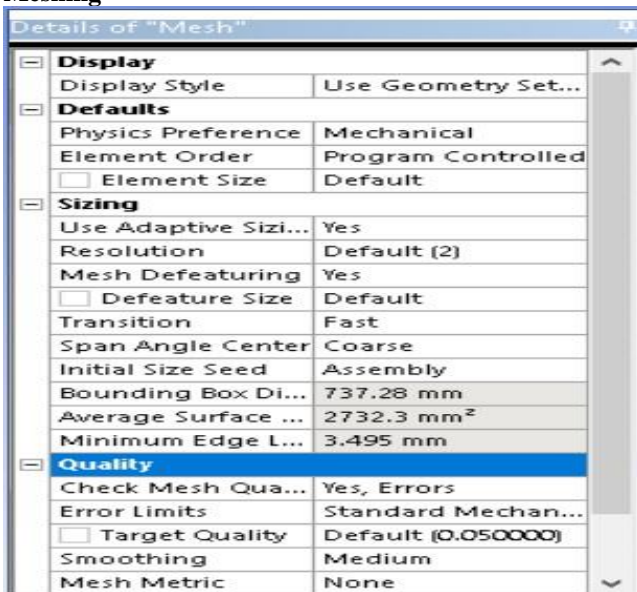 Details of "Mesh"
Display
Display Style Use Geometry Set...
Defaults
Physics Preference Mechanical
Element Order Program Controlled
Element Size Default
Sizing
Use Adaptive Sizi... Yes
Resolution Default (2)
Mesh Defeaturing Yes
Defeature Size Default
Transition Fast
Span Angle Center Coarse
Initial Size Seed Assembly
Bounding Box Di... 737.28 mm
Average Surface ... 2732.3 mm²
Minimum Edge L... 3.495 mm
Quality
Check Mesh Qua... Yes, Errors
Error Limits Standard Mechan...
Target Quality Default (0.050000)
Smoothing Medium
Mesh Metric None